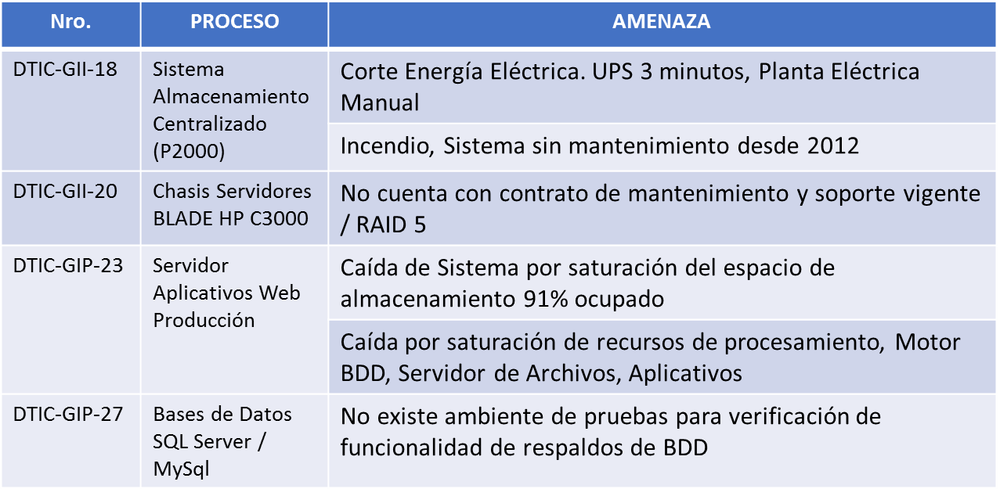 Nro.
PROCESO
AMENAZA
DTIC-GII-18
Sistema
Almacenamiento
Centralizado
(P2000)
Corte Energía Eléctrica. UPS 3 minutos, Planta Eléctrica
Manual
Incendio, Sistema sin mantenimiento desde 2012
DTIC-GII-20
Chasis Servidores
BLADE HP C3000
No cuenta con contrato de mantenimiento y soporte vigente
/ RAID 5
DTIC-GIP-23
Servidor
Aplicativos Web
Producción
Caída de Sistema por saturación del espacio de
almacenamiento 91% ocupado
Caída por saturación de recursos de procesamiento, Motor
BDD, Servidor de Archivos, Aplicativos
DTIC-GIP-27
Bases de Datos
SQL Server /
MySql
No existe ambiente de pruebas para verificación de
funcionalidad de respaldos de BDD